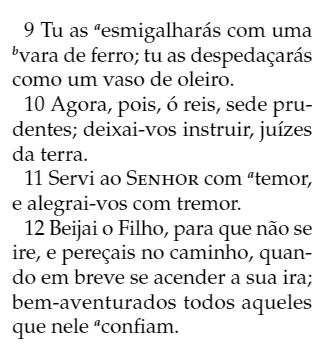 9 Tu as ᵃesmigalharás com uma
ᵇvara de ferro; tu as despedaçarás
como um vaso de oleiro.
10 Agora, pois, ó reis, sede pru-
dentes; deixai-vos instruir, juízes
da terra.
11 Servi ao SENHOR com ᵃtemor,
e alegrai-vos com tremor.
12 Beijai o Filho, para que não se
ire, e pereçais no caminho, quan-
do em breve se acender a sua ira;
bem-aventurados todos aqueles
que nele ᵃconfiam.